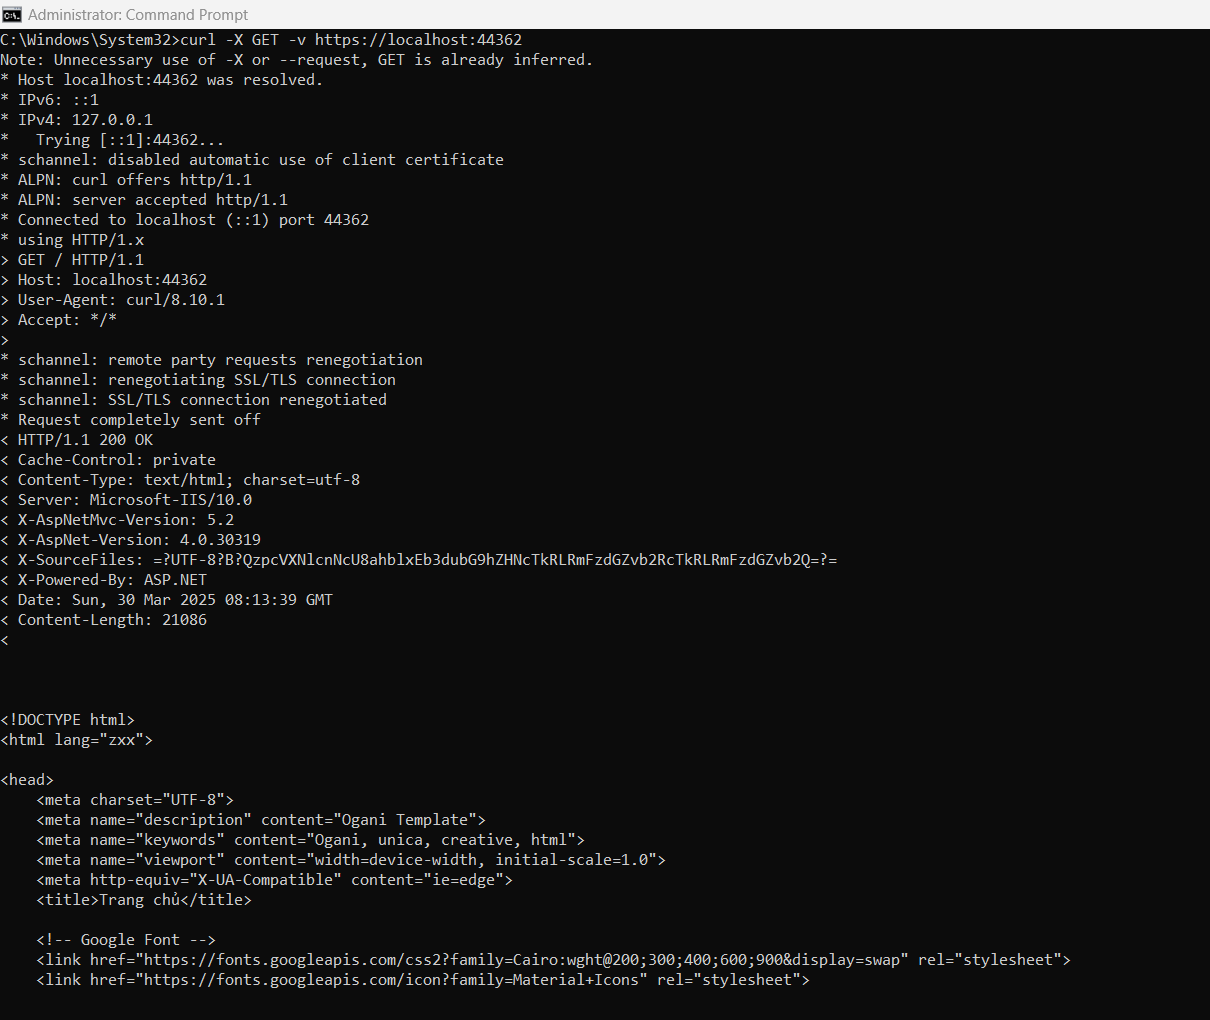 Administrator: Command Prompt
C:\Windows\System32>curl -X GET -v https://localhost:44362
Note: Unnecessary use of -X or --request, GET is already inferred.
* Host localhost:44362 was resolved.
* IPv6: ::1
* IPv4: 127.0.0.1
*   Trying [::1]:44362...
* schannel: disabled automatic use of client certificate
* ALPN: curl offers http/1.1
* ALPN: server accepted http/1.1
* Connected to localhost (::1) port 44362
* using HTTP/1.x
> GET / HTTP/1.1
> Host: localhost:44362
> User-Agent: curl/8.10.1
> Accept: */*
>
* schannel: remote party requests renegotiation
* schannel: renegotiating SSL/TLS connection
* schannel: SSL/TLS connection renegotiated
* Request completely sent off
< HTTP/1.1 200 OK
< Cache-Control: private
< Content-Type: text/html; charset=utf-8
< Server: Microsoft-IIS/10.0
< X-AspNetMvc-Version: 5.2
< X-AspNet-Version: 4.0.30319
< X-SourceFiles: =?UTF-8?B?QzpcVXNlcnNcU8ahblxEb3dubG9hZHNcTkRLRmFzdGZvb2RcTkRLRmFzdGZvb2Q=?=
< X-Powered-By: ASP.NET
< Date: Sun, 30 Mar 2025 08:13:39 GMT
< Content-Length: 21086
<
<!DOCTYPE html>
<html lang="zxx">
<head>
    <meta charset="UTF-8">
    <meta name="description" content="Ogani Template">
    <meta name="keywords" content="Ogani, unica, creative, html">
    <meta name="viewport" content="width=device-width, initial-scale=1.0">
    <meta http-equiv="X-UA-Compatible" content="ie=edge">
    <title>Trang chủ</title>
    <!-- Google Font -->
    <link href="https://fonts.googleapis.com/css2?family=Cairo:wght@200;300;400;600;900&display=swap" rel="stylesheet">
    <link href="https://fonts.googleapis.com/icon?family=Material+Icons" rel="stylesheet">